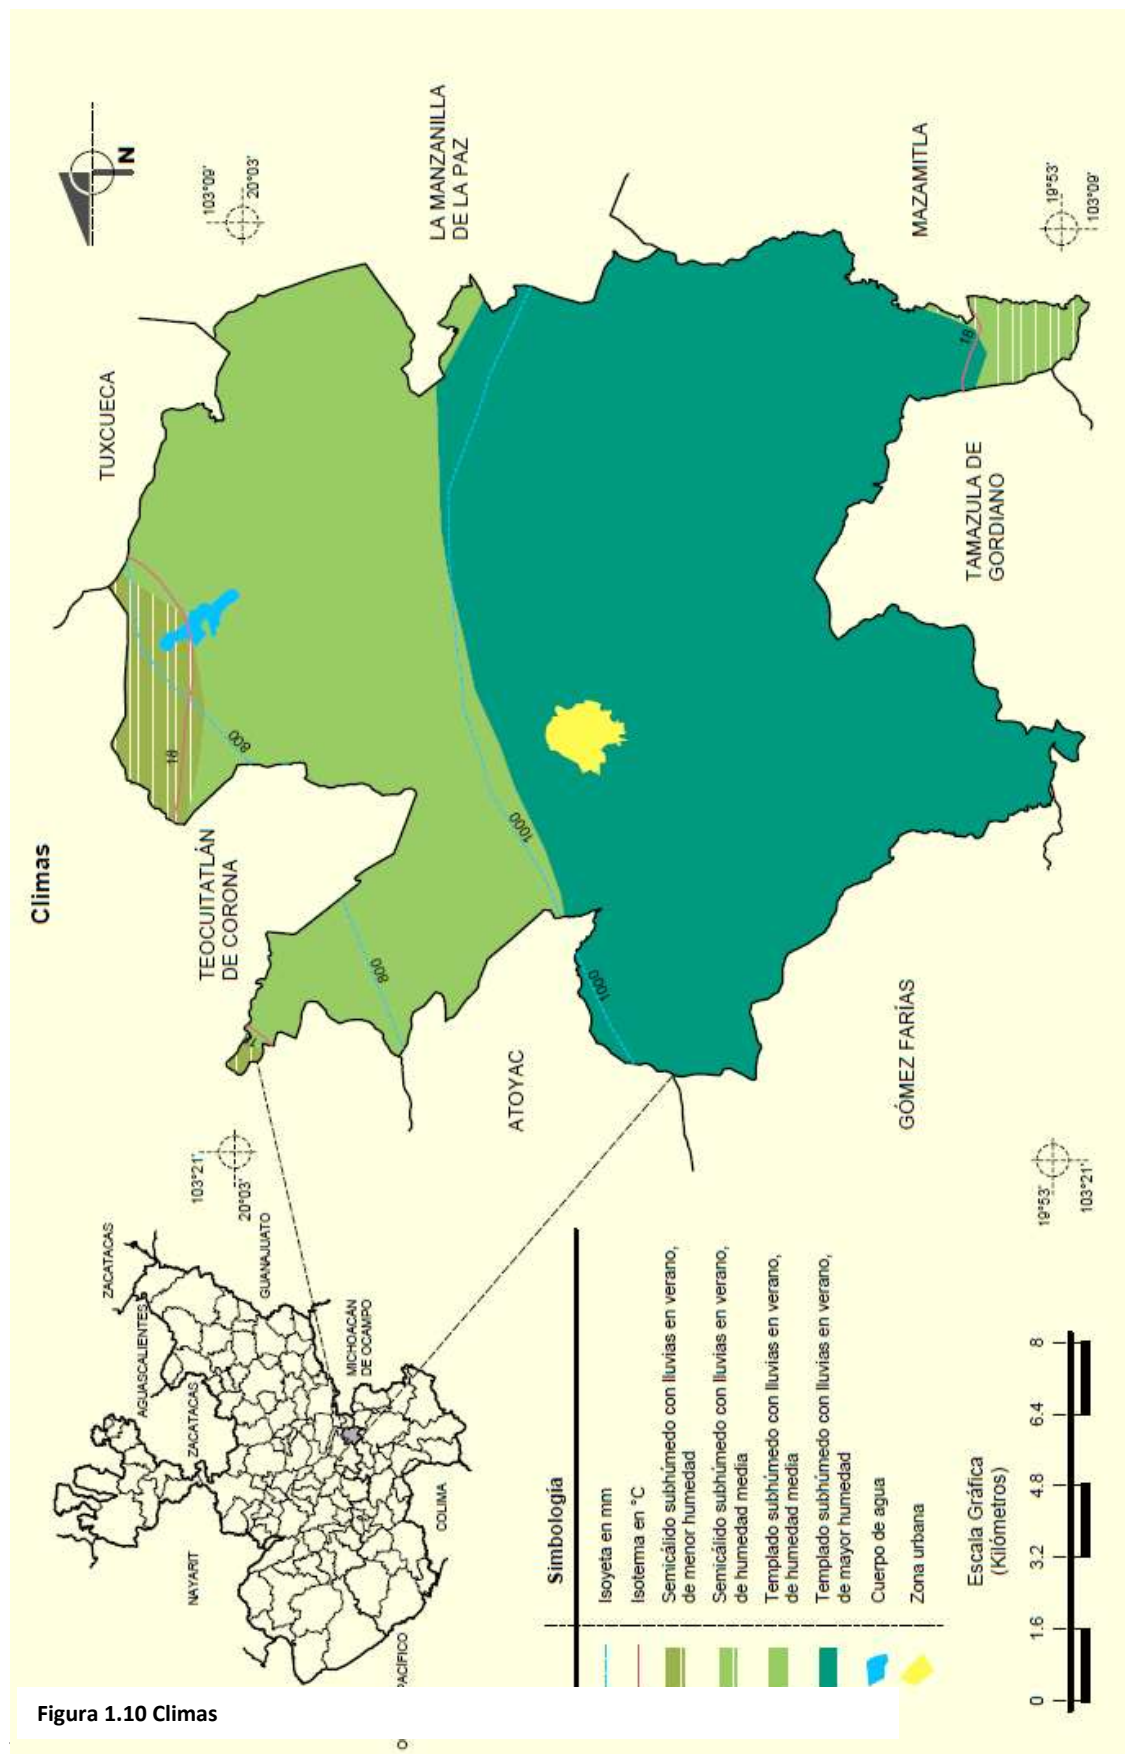 Climas
N
103°09'
20°03'
TUXCUECA
LA MANZANILLA
DE LA PAZ
MAZAMITLA
19°53'
103°09'
TAMAZULA DE
GORDIANO
TEOCUITATLÁN
DE CORONA
ATOYAC
GÓMEZ FARÍAS
18
800
1000
800
1000
18
103°21'
20°03'
19°53'
103°21'
ZACATACAS
AGUASCALIENTES
GUANAJUATO
ZACATACAS
MICHOACÁN
DE OCAMPO
NAYARIT
COLIMA
PACÍFICO
O
Simbología
Isoyeta en mm
Isoterma en °C
Semicálido subhúmedo con lluvias en verano,
de menor humedad
Semicálido subhúmedo con lluvias en verano,
de humedad media
Templado subhúmedo con lluvias en verano,
de humedad media
Templado subhúmedo con lluvias en verano,
de mayor humedad
Cuerpo de agua
Zona urbana
Escala Gráfica
(Kilómetros)
0 1.6 3.2 4.8 6.4 8
Figura 1.10 Climas